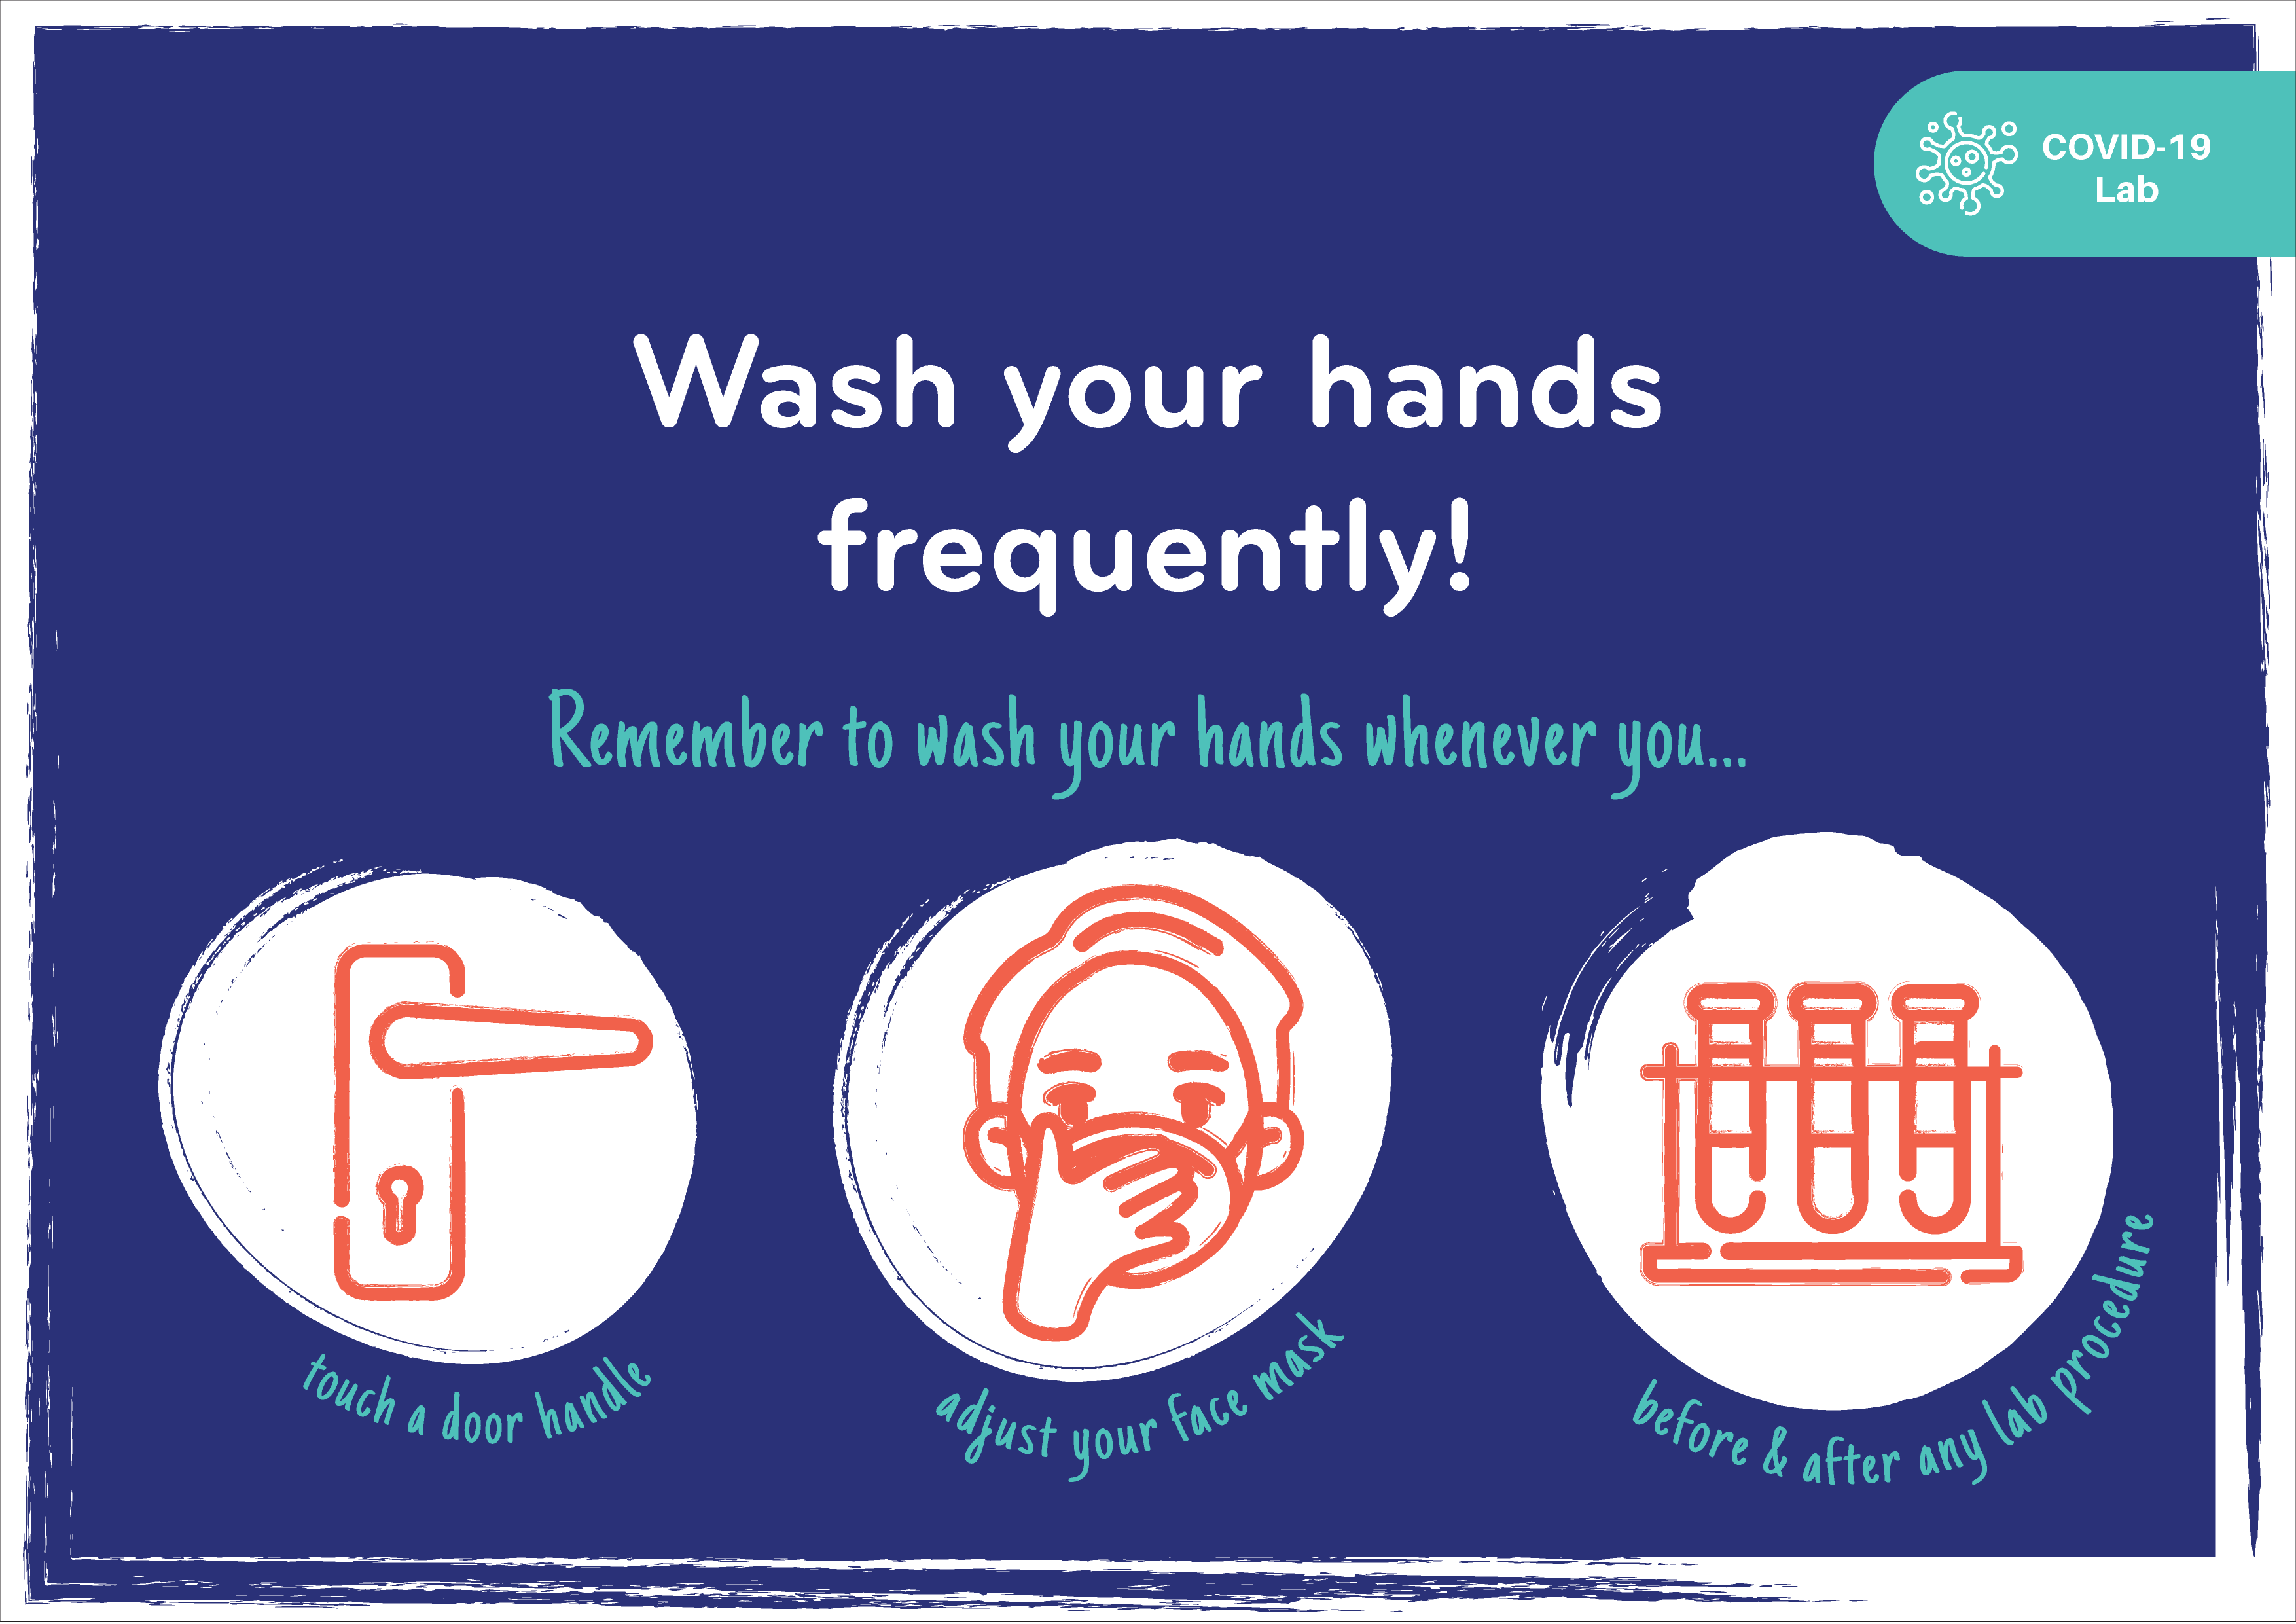 COVID-19
Lab
Wash your hands
frequently!
Remember to wash your hands whenever you...
touch a door handle
adjust your face mask
before & after any lab procedure